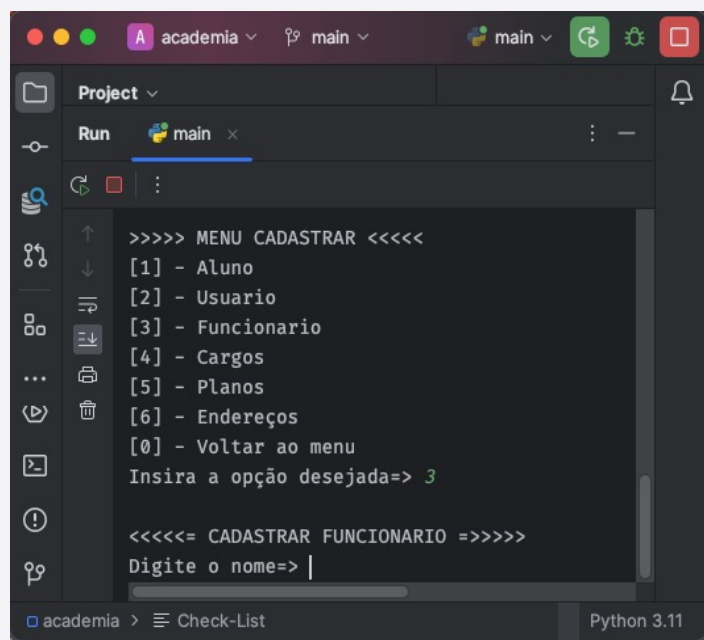 A academia main main
Project
Run main
>>>>> MENU CADASTRAR <<<<<
[1] - Aluno
[2] - Usuario
[3] - Funcionario
[4] - Cargos
[5] - Planos
[6] - Endereços
[0] - Voltar ao menu
Insira a opção desejada=> 3
<<<<<= CADASTRAR FUNCIONARIO =>>>>>
Digite o nome=>
academia > Check-List Python 3.11